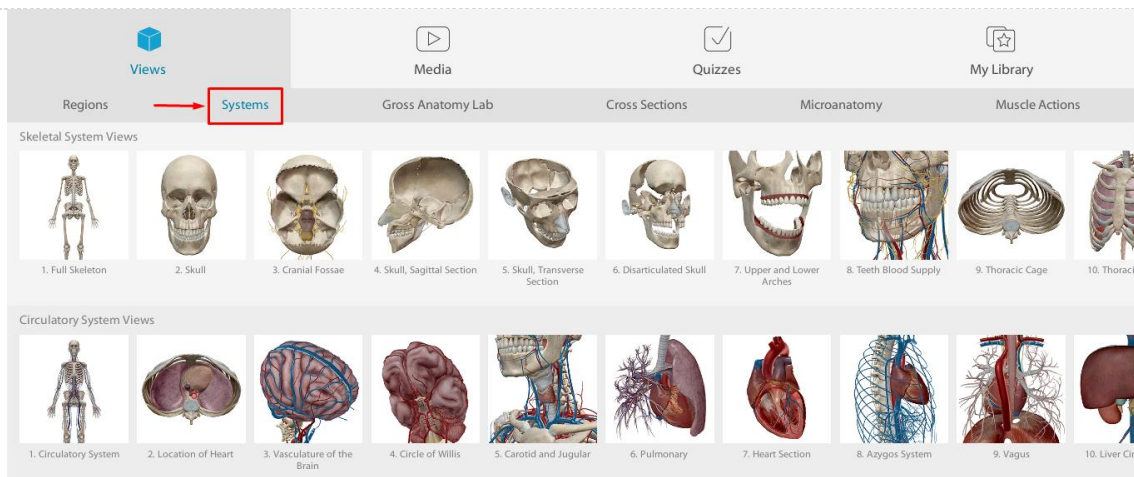 Views
Media
Quizzes
My Library
Regions
Systems
Gross Anatomy Lab
Cross Sections
Microanatomy
Muscle Actions
Skeletal System Views
1. Full Skeleton
2. Skull
3. Cranial Fossae
4. Skull, Sagittal Section
5. Skull, Transverse
Section
6. Disarticulated Skull
7. Upper and Lower
Arches
8. Teeth Blood Supply
9. Thoracic Cage
10. Thoraci
Circulatory System Views
1. Circulatory System
2. Location of Heart
3. Vasculature of the
Brain
4. Circle of Willis
5. Carotid and Jugular
6. Pulmonary
7. Heart Section
8. Azygos System
9. Vagus
10. Liver Cir